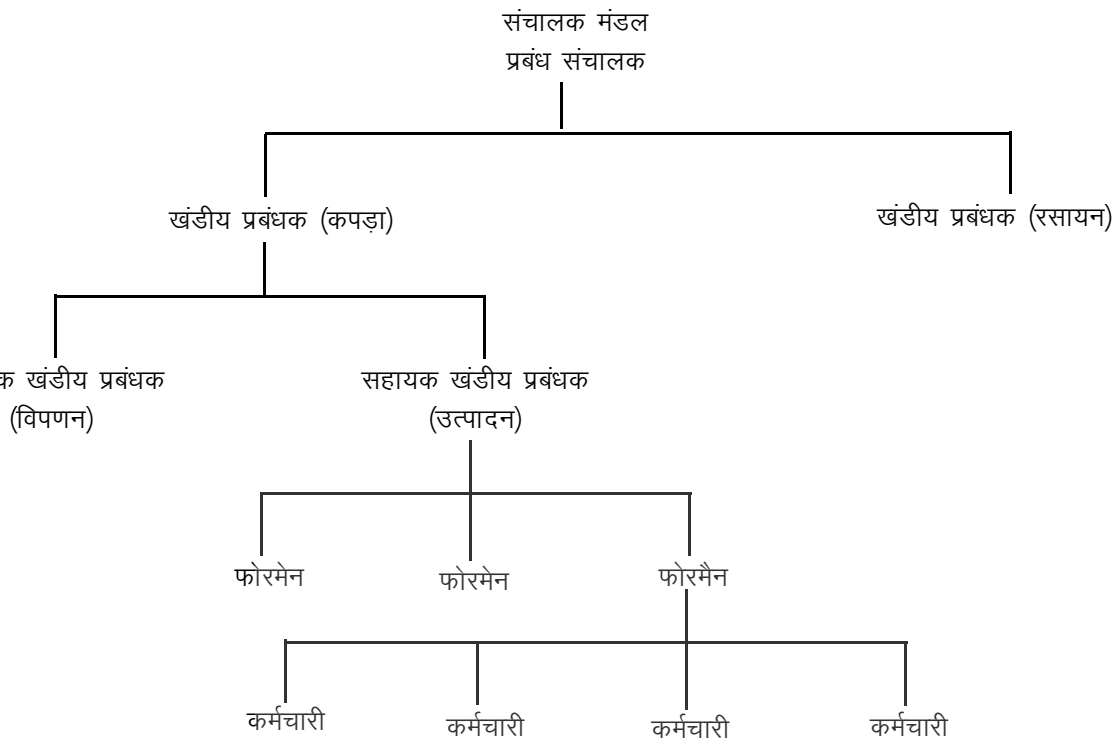 संचालक मंडल
प्रबंध संचालक
खंडीय प्रबंधक (कपड़ा)
खंडीय प्रबंधक (रसायन)
क खंडीय प्रबंधक
(विपणन)
सहायक खंडीय प्रबंधक
(उत्पादन)
फोरमेन
फोरमेन
फोरमैन
कर्मचारी
कर्मचारी
कर्मचारी
कर्मचारी